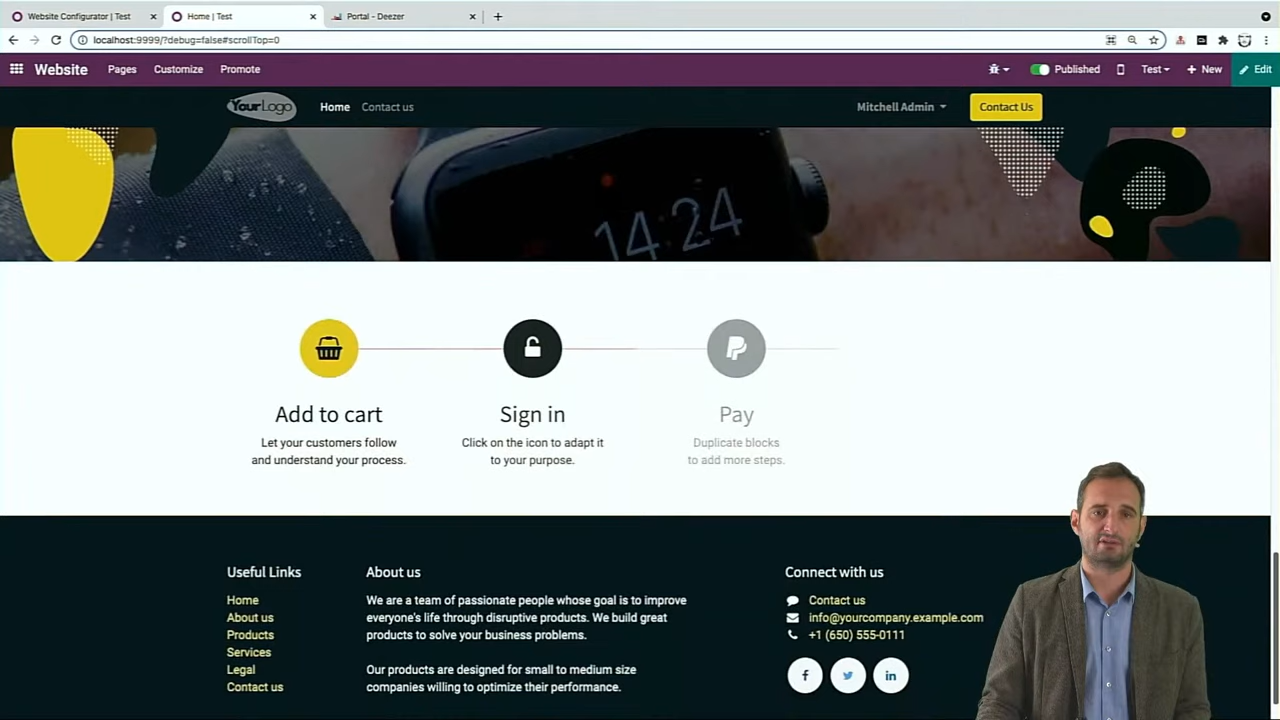 Website Configurator | Test
Home | Test
Portal - Deezer
localhost:9999/?debug=false#scrollTop=0
Website Pages Customize Promote
Published Test New Edit
YourLogo Home Contact us Mitchell Admin Contact Us
14:24
Add to cart
Let your customers follow
and understand your process.
Sign in
Click on the icon to adapt it
to your purpose.
Pay
Duplicate blocks
to add more steps.
Useful Links
Home
About us
Products
Services
Legal
Contact us
About us
We are a team of passionate people whose goal is to improve
everyone's life through disruptive products. We build great
products to solve your business problems.
Our products are designed for small to medium size
companies willing to optimize their performance.
Connect with us
Contact us
info@yourcompany.example.com
+1 (650) 555-0111